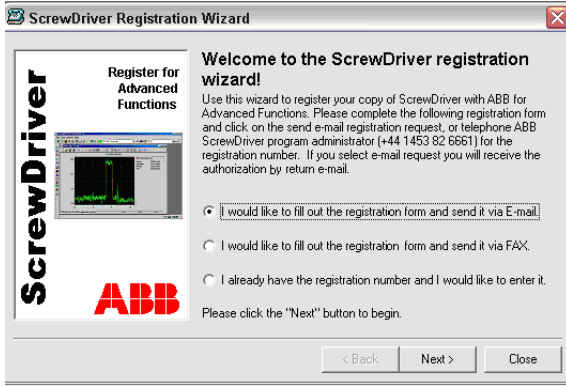 ScrewDriver Registration Wizard
ScrewDriver
Register for
Advanced
Functions
ABB
Welcome to the ScrewDriver registration
wizard!
Use this wizard to register your copy of ScrewDriver with ABB for
Advanced Functions. Please complete the following registration form
and click on the send e-mail registration request, or telephone ABB
ScrewDriver program administrator (+44 1453 82 6661) for the
registration number. If you select e-mail request you will receive the
authorization by return e-mail.
I would like to fill out the registration form and send it via E-mail.
I would like to fill out the registration form and send it via FAX.
I already have the registration number and I would like to enter it.
Please click the "Next" button to begin.
< Back
Next >
Close